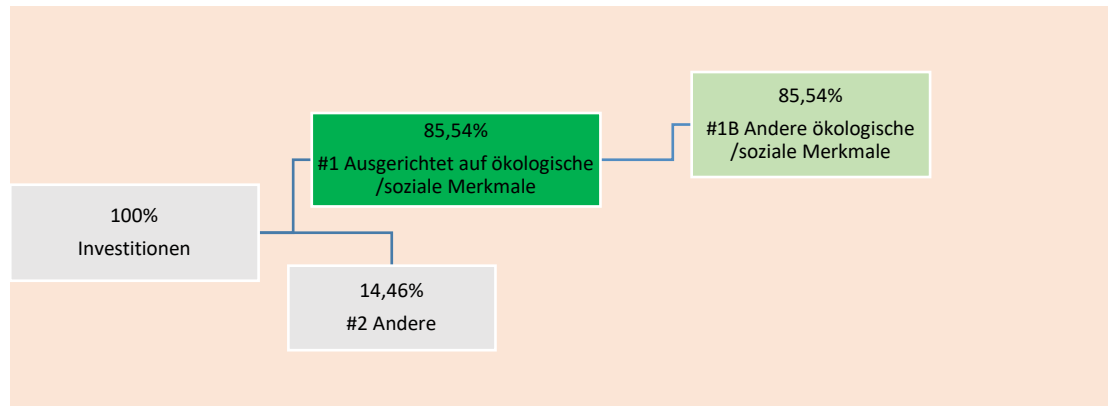 100%
Investitionen
85,54%
#1 Ausgerichtet auf ökologische
/soziale Merkmale
85,54%
#1B Andere ökologische
/soziale Merkmale
14,46%
#2 Andere